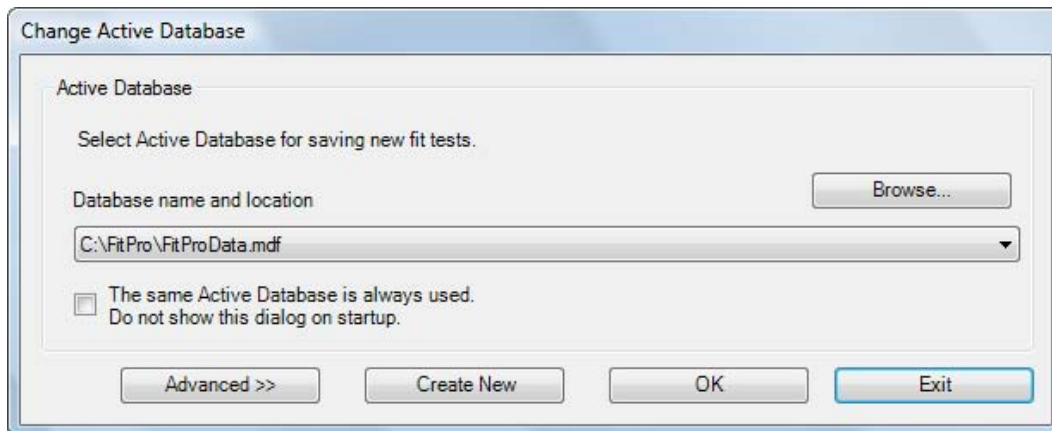 Change Active Database
Active Database
Select Active Database for saving new fit tests.
Browse...
Database name and location
C:\FitPro\FitProData.mdf
The same Active Database is always used.
Do not show this dialog on startup.
Advanced >>
Create New
OK
Exit